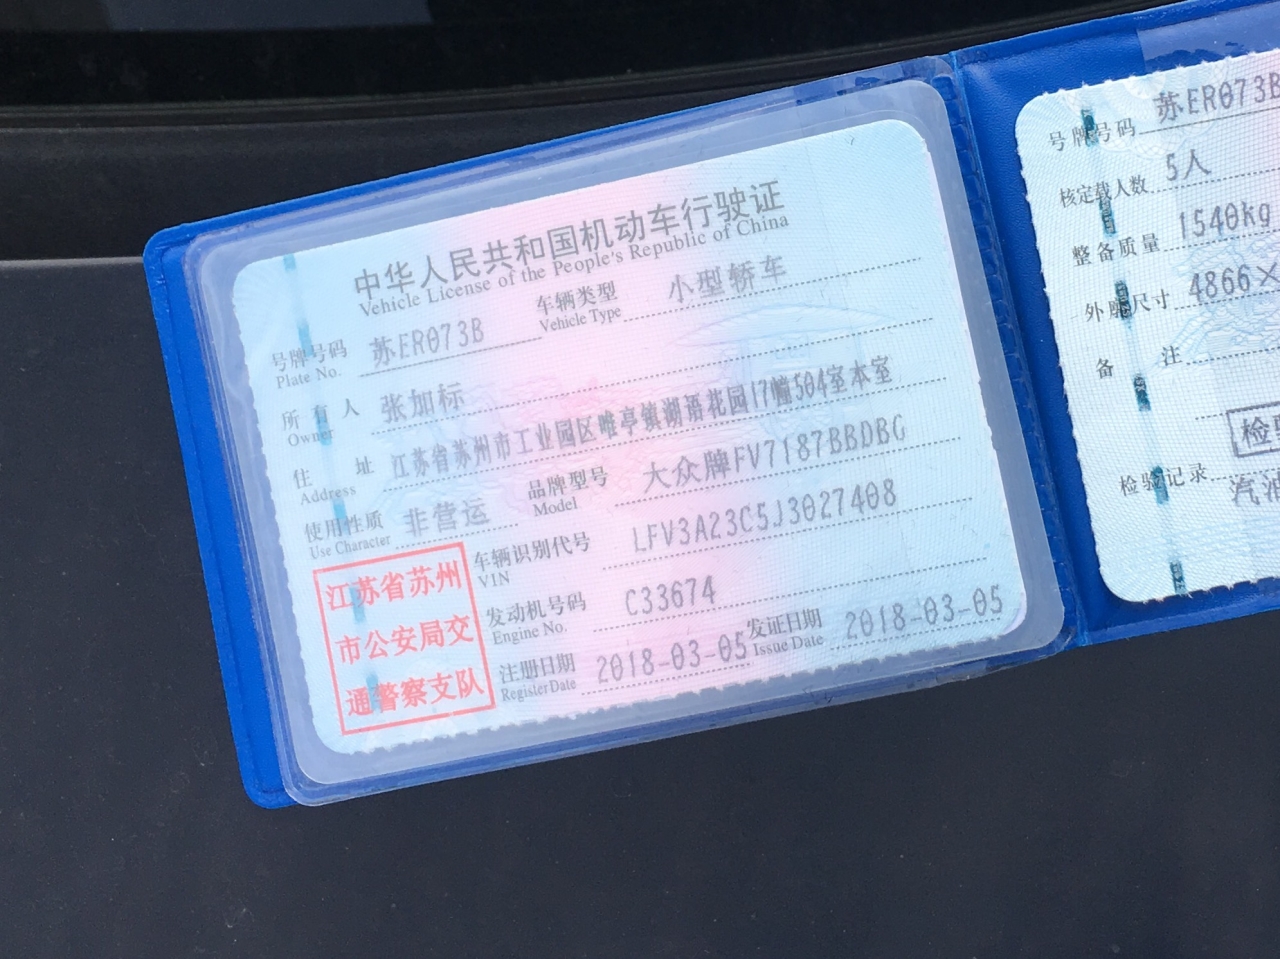 中华人民共和国机动车行驶证
Vehicle License of the People's Republic of China
号牌号码 苏ER073B 车辆类型 小型轿车
Plate No. Vehicle Type
所有人 张加标
Owner
住址 江苏省苏州市工业园区唯亭镇湖语花园17幢504室本室
Address
使用性质 非营运 品牌型号 大众牌FV7187BBDBG
Use Character Model
车辆识别代号 LFV3A23C5J3027408
VIN
发动机号码 C33674
Engine No.
注册日期 2018-03-05 发证日期 2018-03-05
Register Date Issue Date
江苏省苏州
市公安局交
通警察支队
号牌号码 苏ER073B
核定载人数 5人
整备质量 1540kg
外廓尺寸 4866×
备注
检验记录